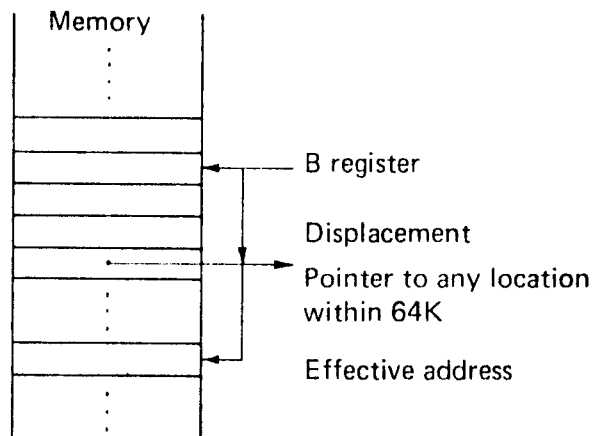 Memory
B register
Displacement
Pointer to any location
within 64K
Effective address